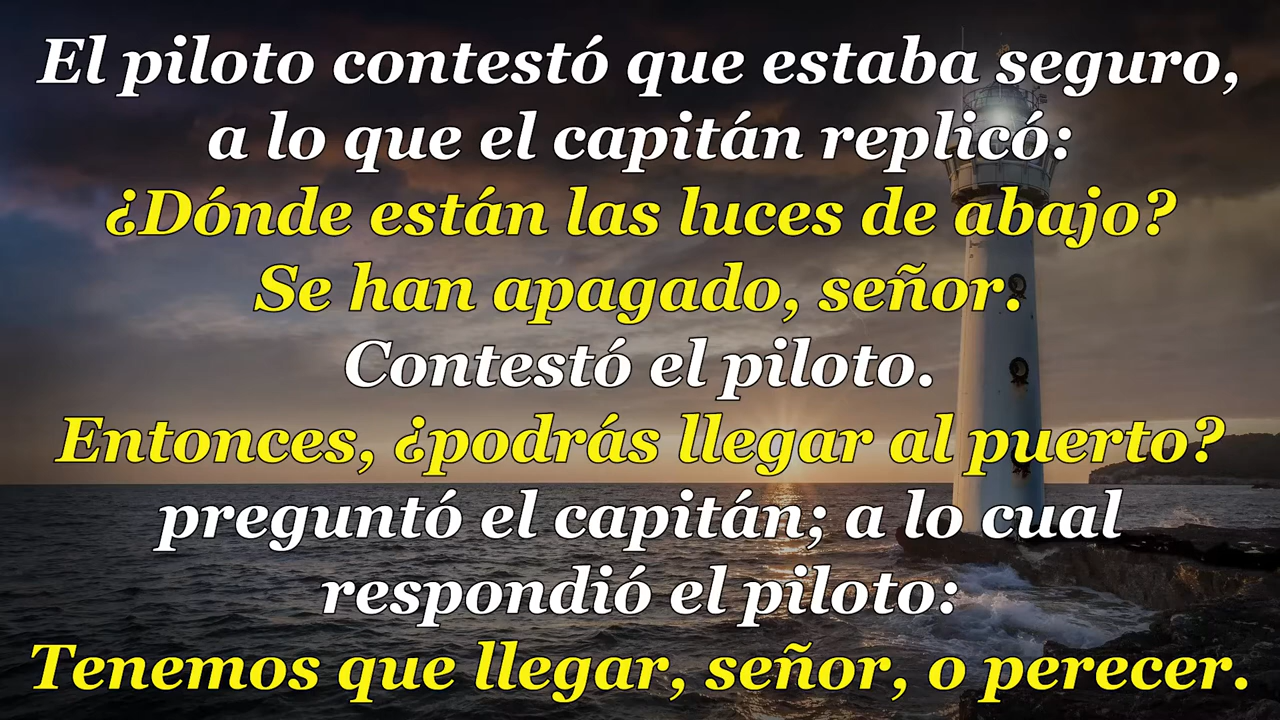 El piloto contestó que estaba seguro,
a lo que el capitán replicó:
¿Dónde están las luces de abajo?
Se han apagado, señor.
Contestó el piloto.
Entonces, ¿podrás llegar al puerto?
preguntó el capitán; a lo cual
respondió el piloto:
Tenemos que llegar, señor, o perecer.